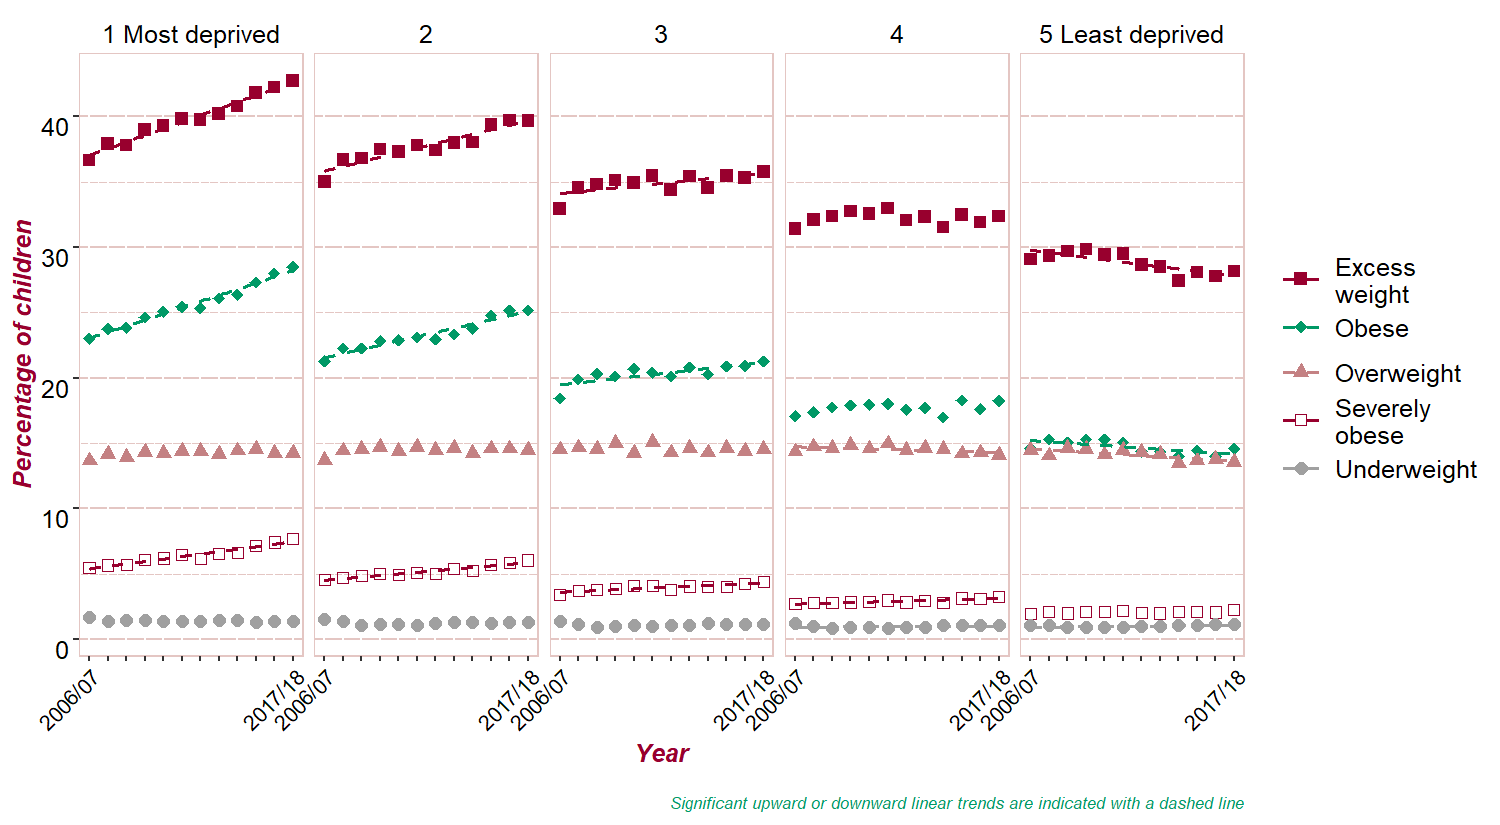 1 Most deprived
2
3
4
5 Least deprived
Percentage of children
40
30
20
10
0
2006/07
2017/18
2006/07
2017/18
2006/07
2017/18
2006/07
2017/18
2006/07
2017/18
Year
Excess
weight
Obese
Overweight
Severely
obese
Underweight
Significant upward or downward linear trends are indicated with a dashed line